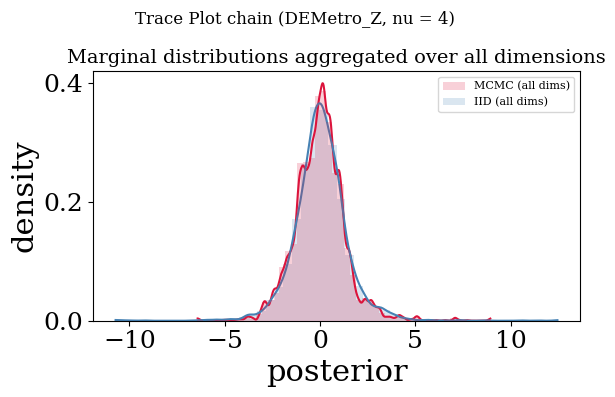 Trace Plot chain (DEMetro_Z, nu = 4)
Marginal distributions aggregated over all dimensions
MCMC (all dims)
IID (all dims)
density
0.4
0.2
0.0
−10
−5
0
5
10
posterior